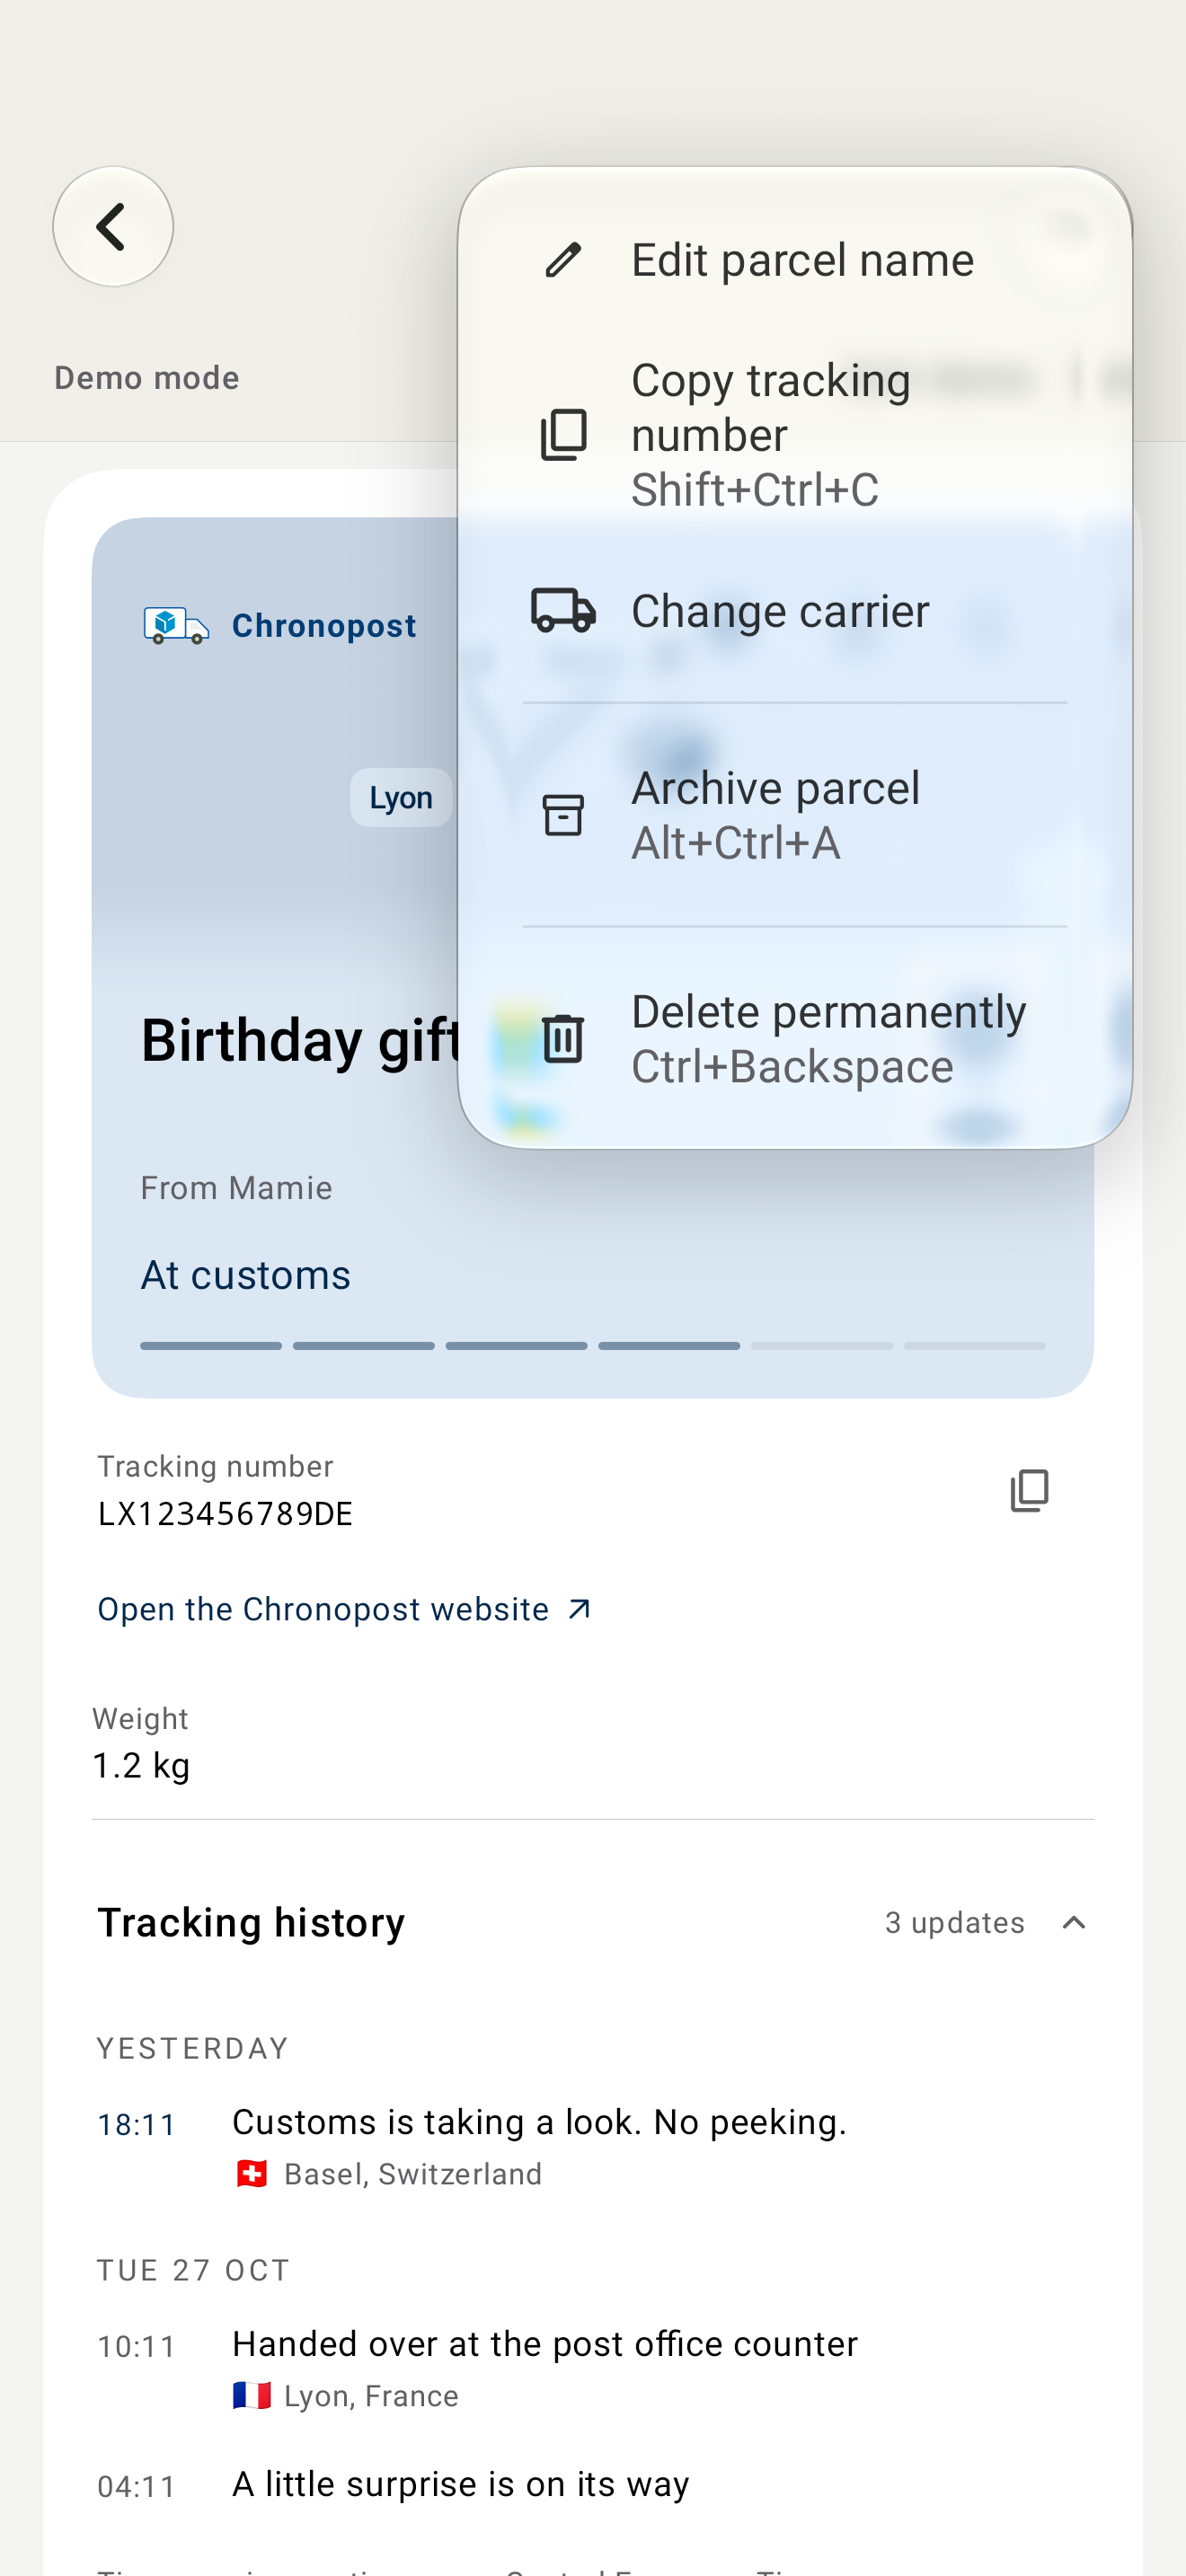 Edit parcel name
Demo mode
Copy tracking
number
Shift+Ctrl+C
Chronopost
Change carrier
Lyon
Archive parcel
Alt+Ctrl+A
Birthday gift
Delete permanently
Ctrl+Backspace
From Mamie
At customs
Tracking number
LX123456789DE
Open the Chronopost website
Weight
1.2 kg
Tracking history
3 updates
YESTERDAY
18:11 Customs is taking a look. No peeking.
Basel, Switzerland
TUE 27 OCT
10:11 Handed over at the post office counter
Lyon, France
04:11 A little surprise is on its way